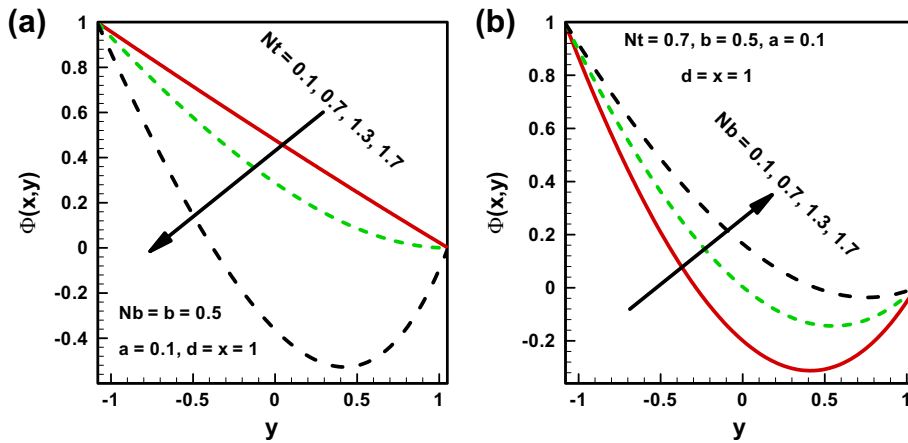 (a)
1
0.8
0.6
0.4
0.2
0
-0.2
-0.4
Φ(x,y)
Nt = 0.1, 0.7, 1.3, 1.7
Nb = b = 0.5
a = 0.1, d = x = 1
-1
-0.5
0
0.5
1
y
(b)
1
0.8
0.6
0.4
0.2
0
-0.2
Φ(x,y)
Nt = 0.7, b = 0.5, a = 0.1
d = x = 1
Nb = 0.1, 0.7, 1.3, 1.7
-1
-0.5
0
0.5
1
y